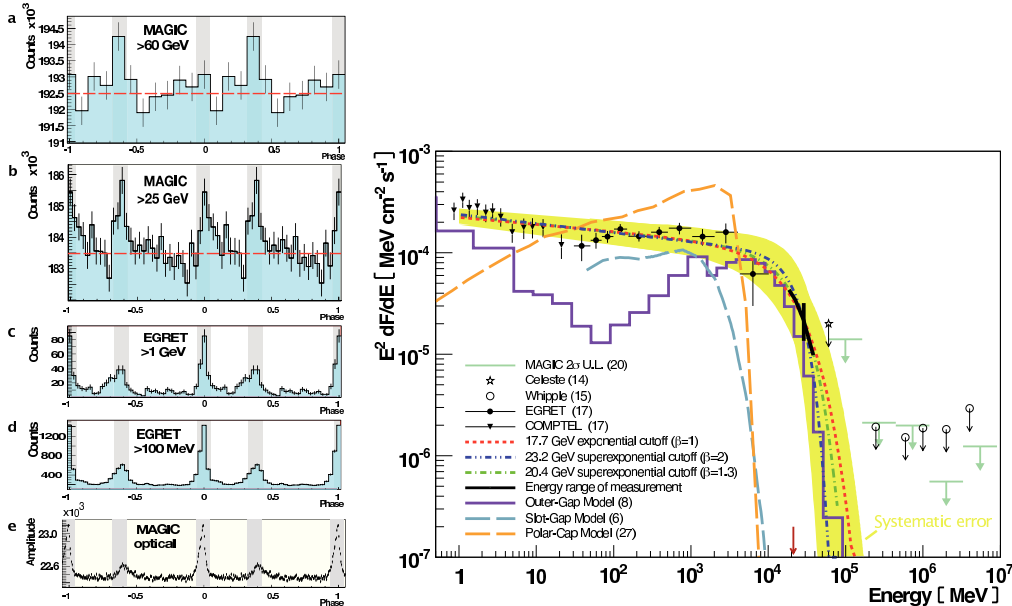 a
MAGIC
>60 GeV
Counts ×10³
194.5
194
193.5
193
192.5
192
191.5
191
-1
-0.5
0
0.5
1
Phase
b
MAGIC
>25 GeV
Counts ×10³
186
185
184
183
-1
-0.5
0
0.5
1
Phase
c
EGRET
>1 GeV
Counts
80
60
40
20
-1
-0.5
0
0.5
1
Phase
d
EGRET
>100 MeV
Counts
1400
1000
600
200
-1
-0.5
0
0.5
1
Phase
e
MAGIC
optical
Amplitude
×10³
23.0
22.6
-1
-0.5
0
0.5
1
Phase
E² dF/dE [ MeV cm⁻² s⁻¹]
10⁻³
10⁻⁴
10⁻⁵
10⁻⁶
10⁻⁷
MAGIC 2σ U.L. (20)
Celeste (14)
Whipple (15)
EGRET (17)
COMPTEL (17)
17.7 GeV exponential cutoff (β=1)
23.2 GeV superexponential cutoff (β=2)
20.4 GeV superexponential cutoff (β=1.3)
Energy range of measurement
Outer-Gap Model (8)
Slot-Gap Model (6)
Polar-Cap Model (27)
Systematic error
1
10
10²
10³
10⁴
10⁵
10⁶
10⁷
Energy [ MeV]